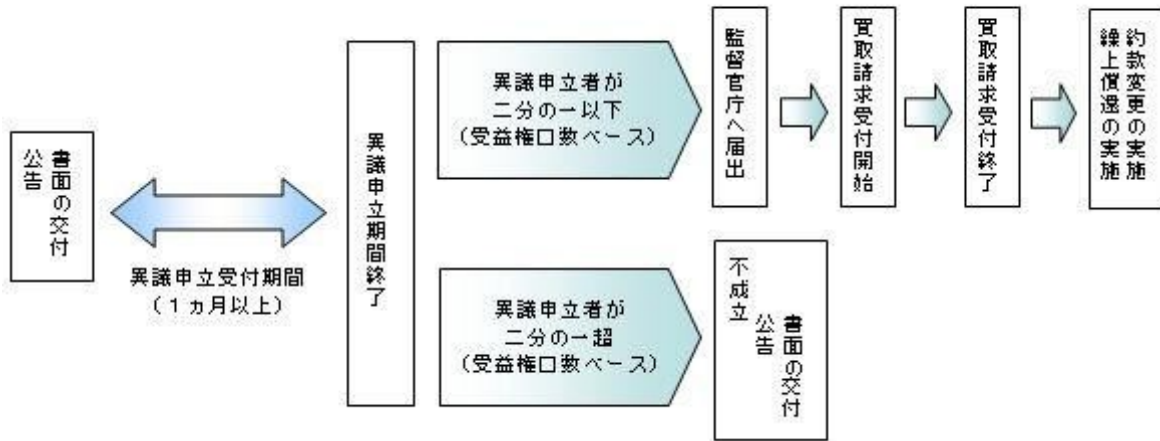 書面の交付
公告
異議申立受付期間
（１ヵ月以上）
異議申立期間終了
異議申立者が
二分の一以下
（受益権口数ベース）
監督官庁へ届出
買取請求受付開始
買取請求受付終了
約款変更の実施
繰上償還の実施
異議申立者が
二分の一超
（受益権口数ベース）
不成立
書面の交付
公告